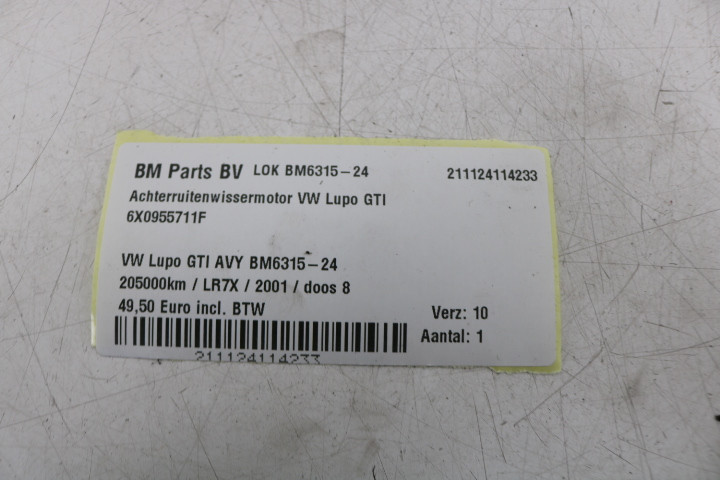 BM Parts BV LOK BM6315-24 211124114233
Achterruitenwissermotor VW Lupo GTI
6X0955711F
VW Lupo GTI AVY BM6315-24
205000km / LR7X / 2001 / doos 8
49,50 Euro incl. BTW Verz: 10
Aantal: 1
211124114233